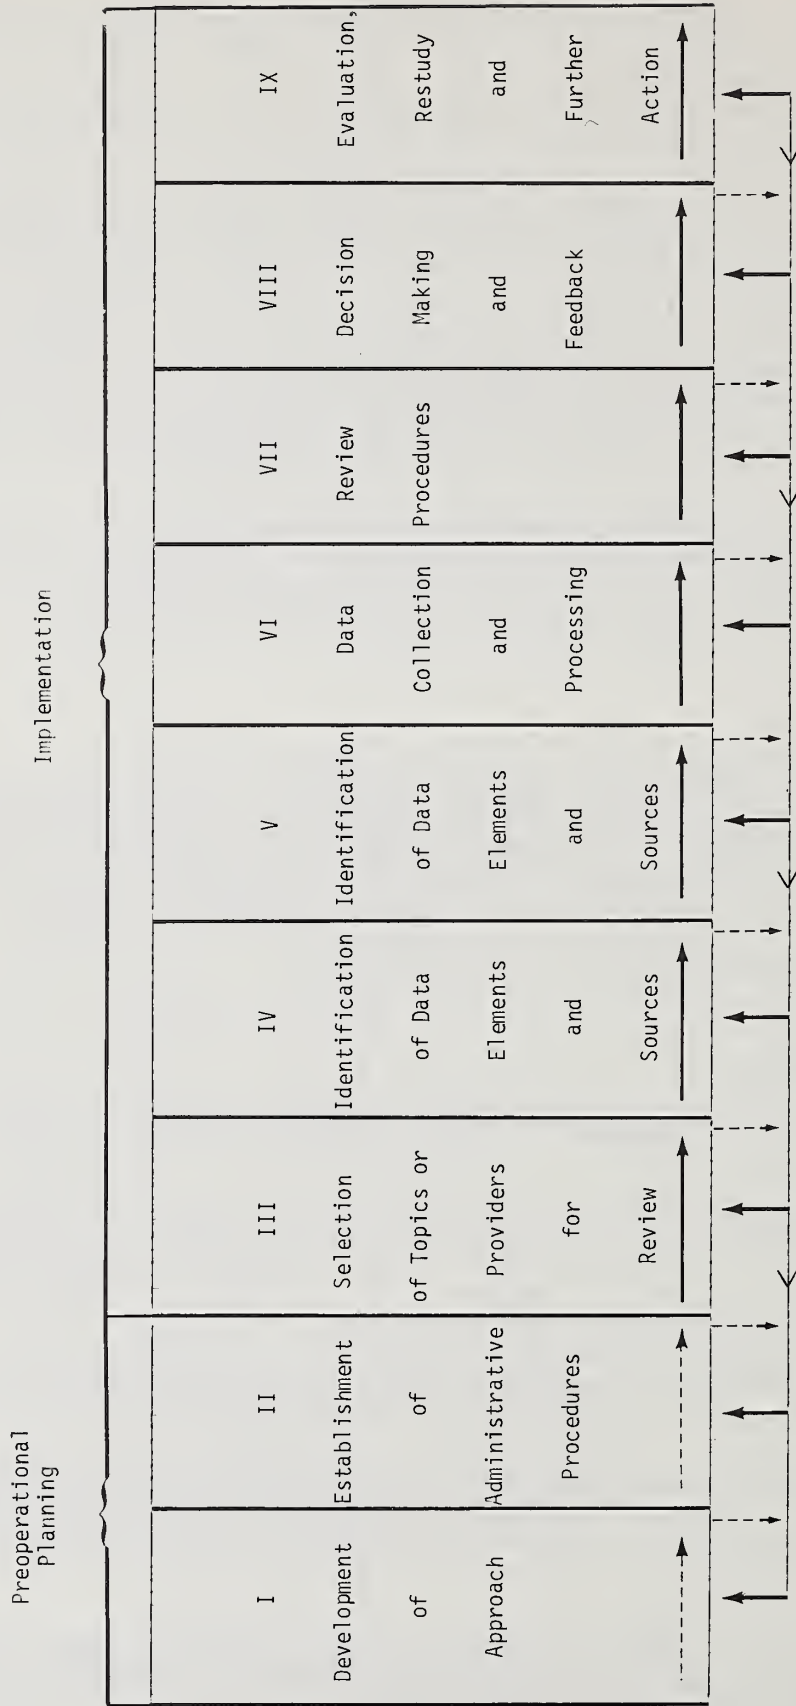 Preoperational
Planning
Implementation
I
Development
of
Approach
II
Establishment
of
Administrative
Procedures
III
Selection
of Topics or
Providers
for
Review
IV
Identification
of Data
Elements
and
Sources
V
Identification
of Data
Elements
and
Sources
VI
Data
Collection
and
Processing
VII
Review
Procedures
VIII
Decision
Making
and
Feedback
IX
Evaluation,
Restudy
and
Further
Action